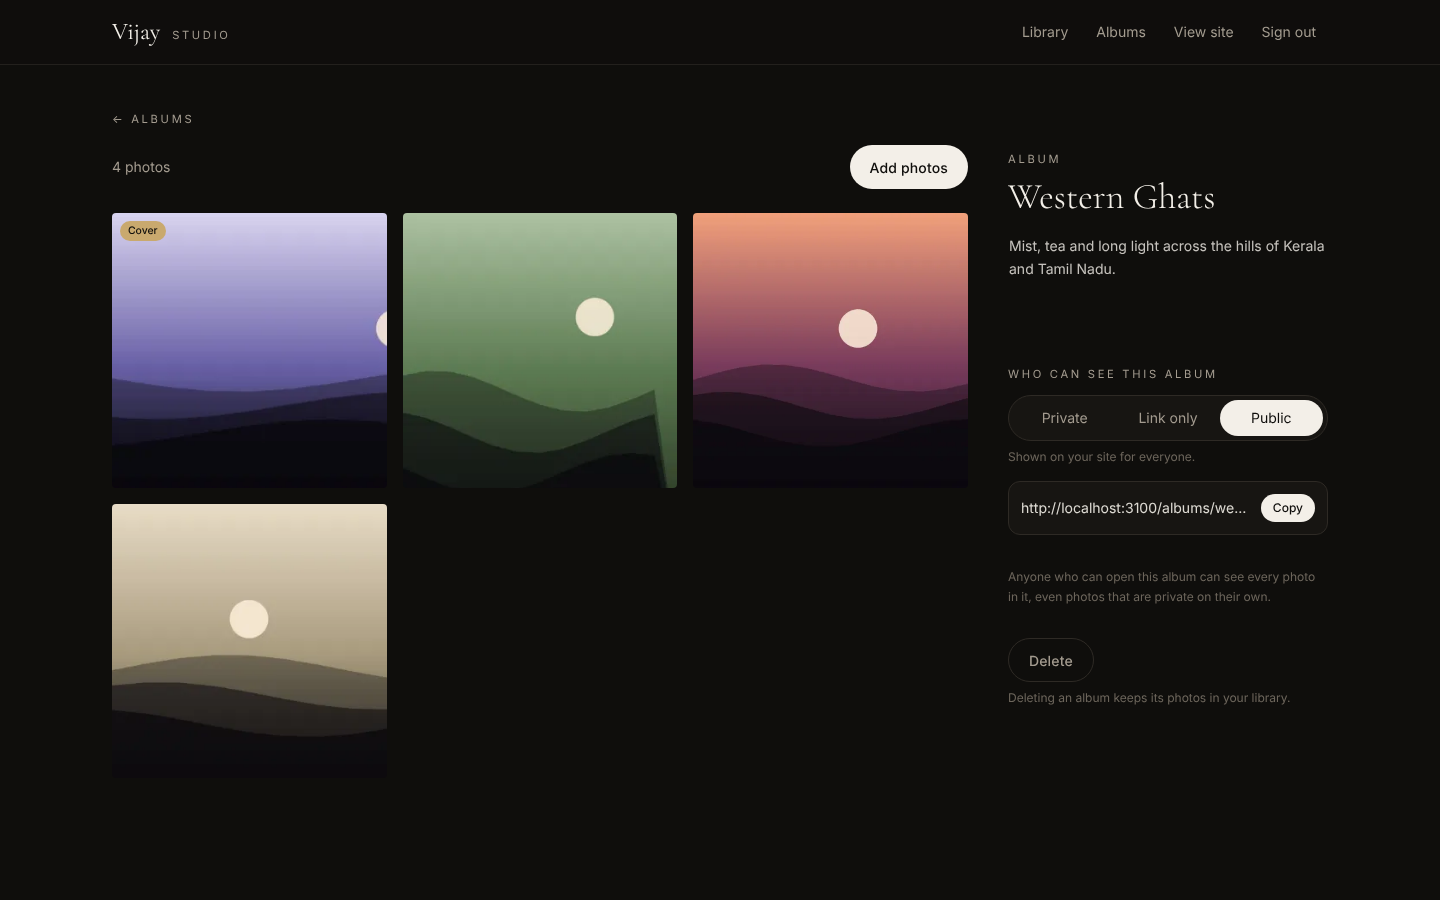 Vijay STUDIO
Library Albums View site Sign out
← ALBUMS
4 photos
Add photos
Cover
ALBUM
Western Ghats
Mist, tea and long light across the hills of Kerala
and Tamil Nadu.
WHO CAN SEE THIS ALBUM
Private Link only Public
Shown on your site for everyone.
http://localhost:3100/albums/we... Copy
Anyone who can open this album can see every photo
in it, even photos that are private on their own.
Delete
Deleting an album keeps its photos in your library.